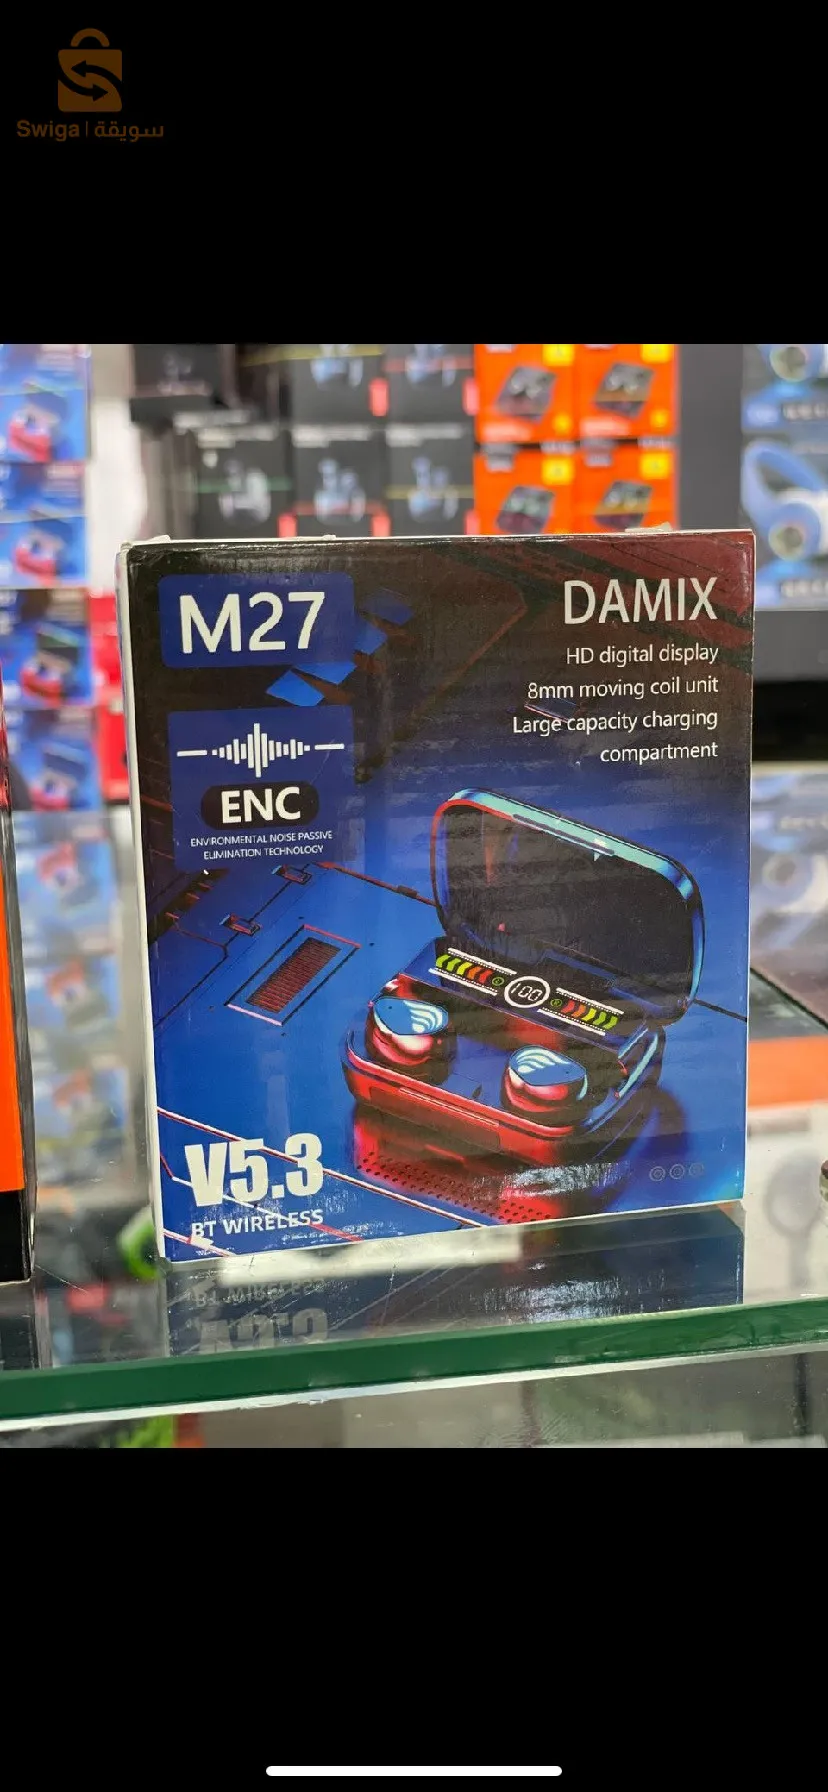 Swiga | سويقة
M27
DAMIX
HD digital display
8mm moving coil unit
Large capacity charging
compartment
ENC
ENVIRONMENTAL NOISE PASSIVE
ELIMINATION TECHNOLOGY
100
V5.3
BT WIRELESS